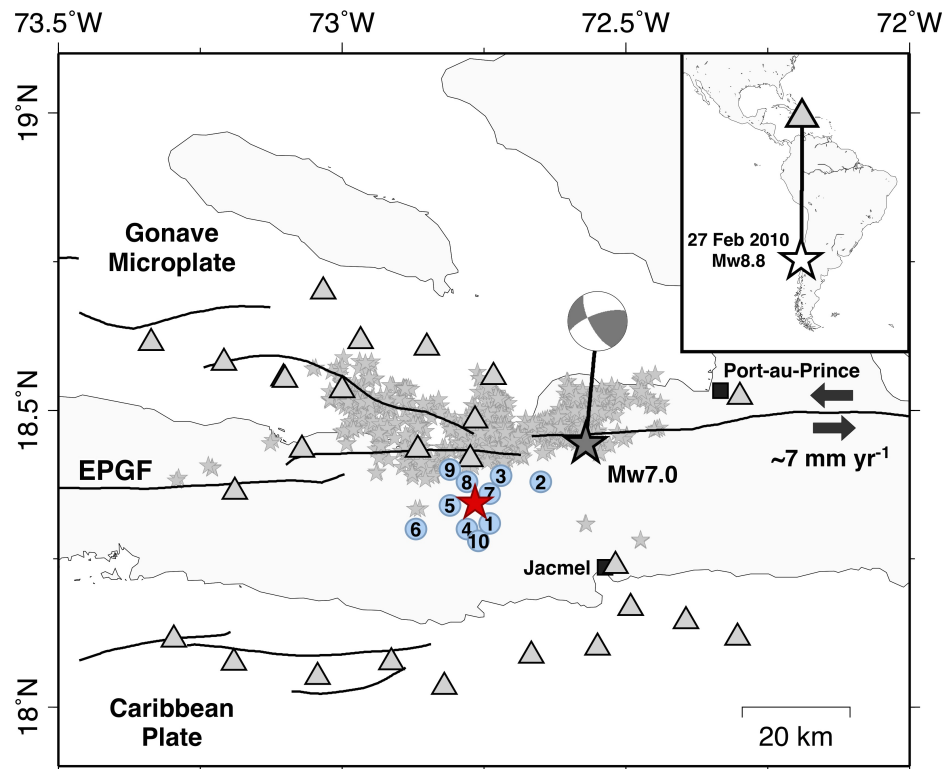 73.5˚W
73˚W
72.5˚W
72˚W
19˚N
18.5˚N
18˚N
Gonave
Microplate
27 Feb 2010
Mw8.8
Port-au-Prince
~7 mm yr-1
Mw7.0
EPGF
9
3
8
2
7
5
1
6
4
10
Jacmel
Caribbean
Plate
20 km